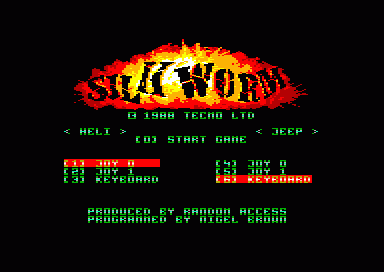 SILKWORM
© 1988 TECMO LTD
< HELI > < JEEP >
[0] START GAME
[1] JOY 0 [4] JOY 0
[2] JOY 1 [5] JOY 1
[3] KEYBOARD [6] KEYBOARD
PRODUCED BY RANDOM ACCESS
PROGRAMMED BY NIGEL BROWN